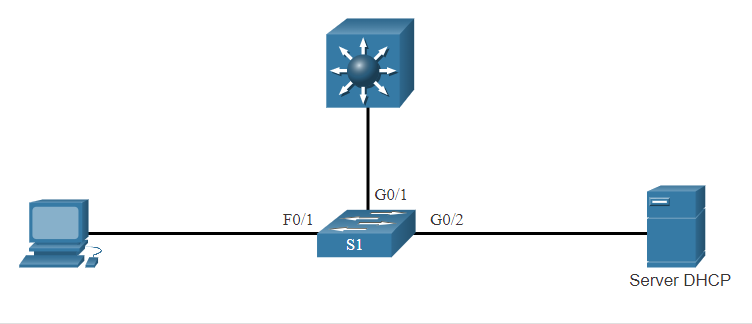 G0/1
F0/1
G0/2
S1
Server DHCP